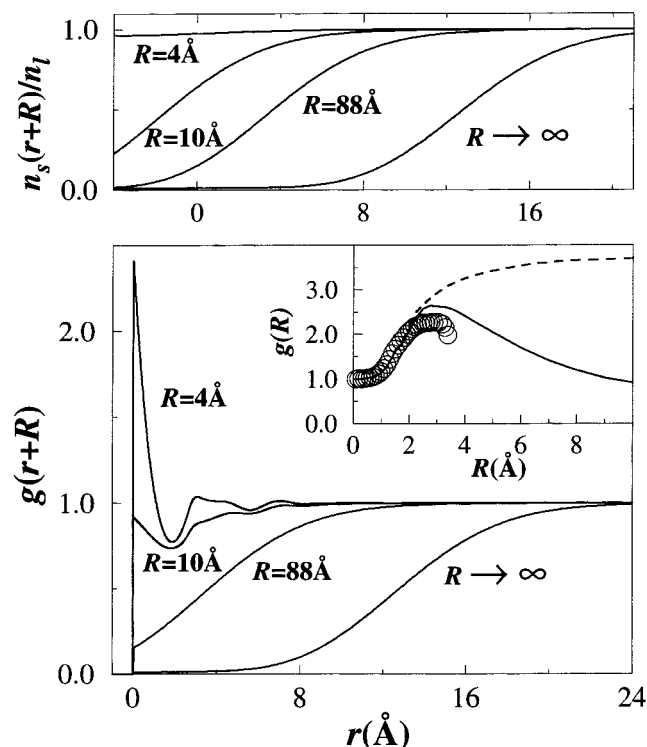 n_s(r+R)/n_l
1.0
0.0
R=4Å
R=10Å
R=88Å
R → ∞
0 8 16
g(r+R)
2.0
1.0
0.0
R=4Å
R=10Å
R=88Å
R → ∞
g(R)
3.0
2.0
1.0
0.0
0 2 4 6 8
R(Å)
0 8 16 24
r(Å)